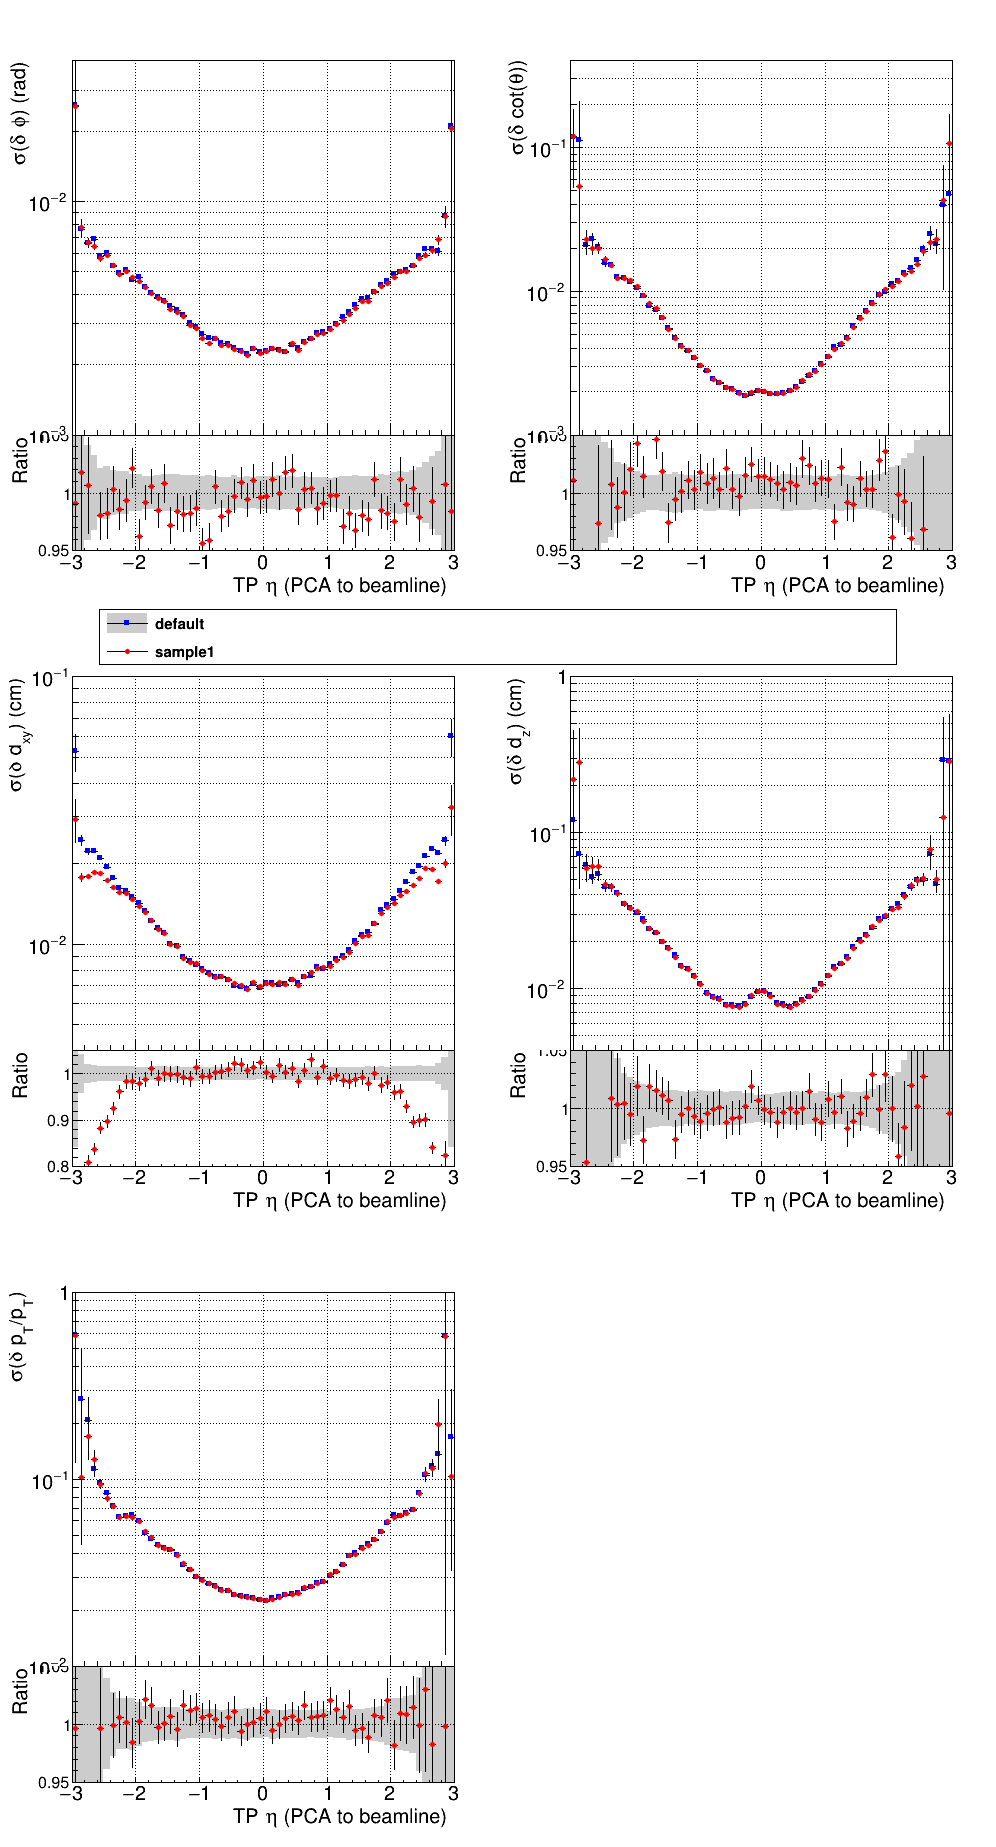 σ(δ φ) (rad)
10⁻²
10⁻³
Ratio
1
0.95
−3 −2 −1 0 1 2 3
TP η (PCA to beamline)
σ(δ cot(θ))
10⁻¹
10⁻²
10⁻³
Ratio
1
0.95
−3 −2 −1 0 1 2 3
TP η (PCA to beamline)
default
sample1
σ(δ d_xy) (cm)
10⁻¹
10⁻²
Ratio
1
0.9
0.8
−3 −2 −1 0 1 2 3
TP η (PCA to beamline)
σ(δ d_z) (cm)
1
10⁻¹
10⁻²
1.05
Ratio
1
0.95
−3 −2 −1 0 1 2 3
TP η (PCA to beamline)
σ(δ p_T/p_T)
1
10⁻¹
10⁻²
Ratio
1
0.95
−3 −2 −1 0 1 2 3
TP η (PCA to beamline)